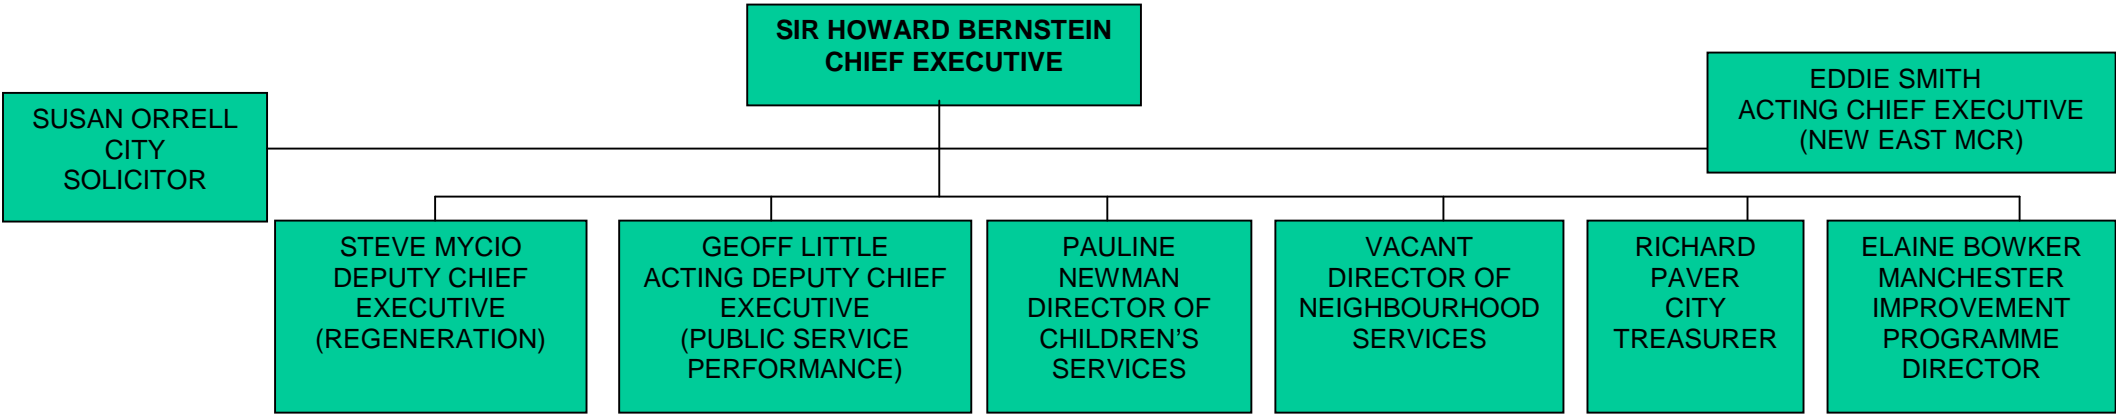 SIR HOWARD BERNSTEIN
CHIEF EXECUTIVE
SUSAN ORRELL
CITY
SOLICITOR
EDDIE SMITH
ACTING CHIEF EXECUTIVE
(NEW EAST MCR)
STEVE MYCIO
DEPUTY CHIEF
EXECUTIVE
(REGENERATION)
GEOFF LITTLE
ACTING DEPUTY CHIEF
EXECUTIVE
(PUBLIC SERVICE
PERFORMANCE)
PAULINE
NEWMAN
DIRECTOR OF
CHILDREN’S
SERVICES
VACANT
DIRECTOR OF
NEIGHBOURHOOD
SERVICES
RICHARD
PAVER
CITY
TREASURER
ELAINE BOWKER
MANCHESTER
IMPROVEMENT
PROGRAMME
DIRECTOR